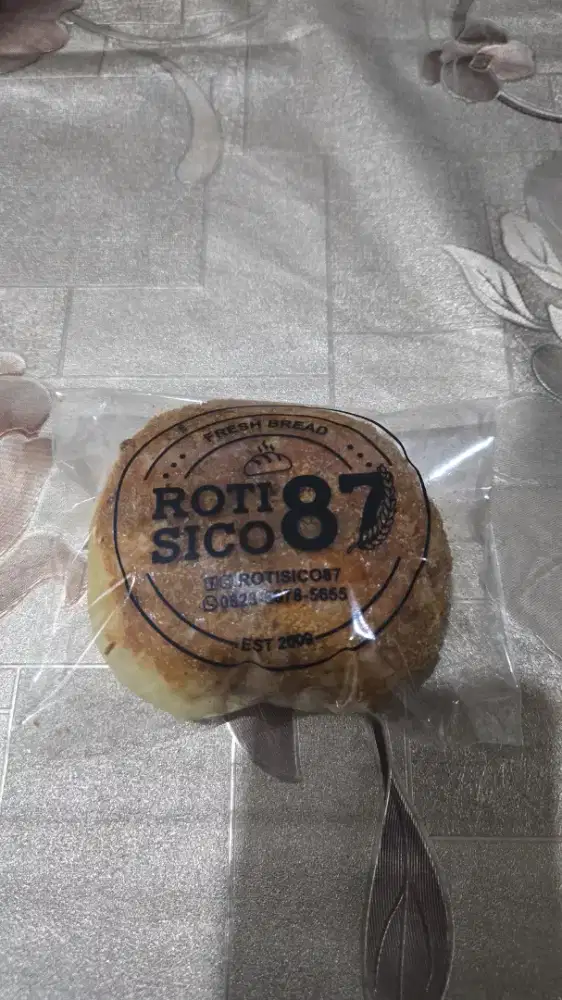 FRESH BREAD
ROTI
SICO 87
ROTISICO87
EST 2009